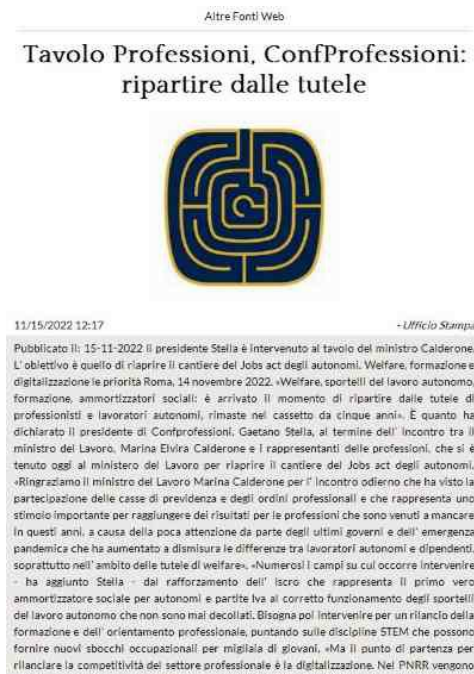 Altre Fonti Web
Tavolo Professioni, ConfProfessioni:
ripartire dalle tutele
11/15/2022 12:17
- Ufficio Stampa
Pubblicato il: 15-11-2022 il presidente Stella è intervenuto al tavolo del ministro Calderone.
L' obiettivo è quello di riaprire il cantiere del Jobs act degli autonomi. Welfare, formazione e
digitalizzazione le priorità Roma, 14 novembre 2022. «Welfare, sportelli del lavoro autonomo,
formazione, ammortizzatori sociali: è arrivato il momento di ripartire dalle tutele di
professionisti e lavoratori autonomi, rimaste nel cassetto da cinque anni». È quanto ha
dichiarato il presidente di Confprofessioni, Gaetano Stella, al termine dell' incontro tra il
ministro del Lavoro, Marina Elvira Calderone e i rappresentanti delle professioni, che si è
tenuto oggi al ministero del Lavoro per riaprire il cantiere del Jobs act degli autonomi.
«Ringraziamo il ministro del Lavoro Marina Calderone per l' incontro odierno che ha visto la
partecipazione delle casse di previdenza e degli ordini professionali e che rappresenta uno
stimolo importante per raggiungere dei risultati per le professioni che sono venuti a mancare
in questi anni, a causa della poca attenzione da parte degli ultimi governi e dell' emergenza
pandemica che ha aumentato a dismisura le differenze tra lavoratori autonomi e dipendenti,
soprattutto nell' ambito delle tutele di welfare». «Numerosi i campi su cui occorre intervenire
- ha aggiunto Stella - dal rafforzamento dell' Iscro che rappresenta il primo vero
ammortizzatore sociale per autonomi e partite Iva al corretto funzionamento degli sportelli
del lavoro autonomo che non sono mai decollati. Bisogna poi intervenire per un rilancio della
formazione e dell' orientamento professionale, puntando sulle discipline STEM che possono
fornire nuovi sbocchi occupazionali per migliaia di giovani. «Ma il punto di partenza per
rilanciare la competitività del settore professionale è la digitalizzazione. Nel PNRR vengono